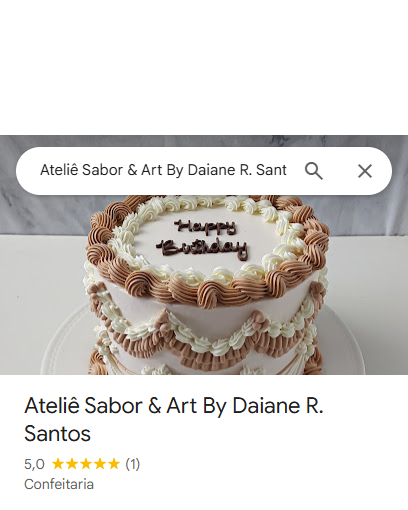 Ateliê Sabor & Art By Daiane R. Sant
Happy
Birthday
Ateliê Sabor & Art By Daiane R.
Santos
5,0 (1)
Confeitaria